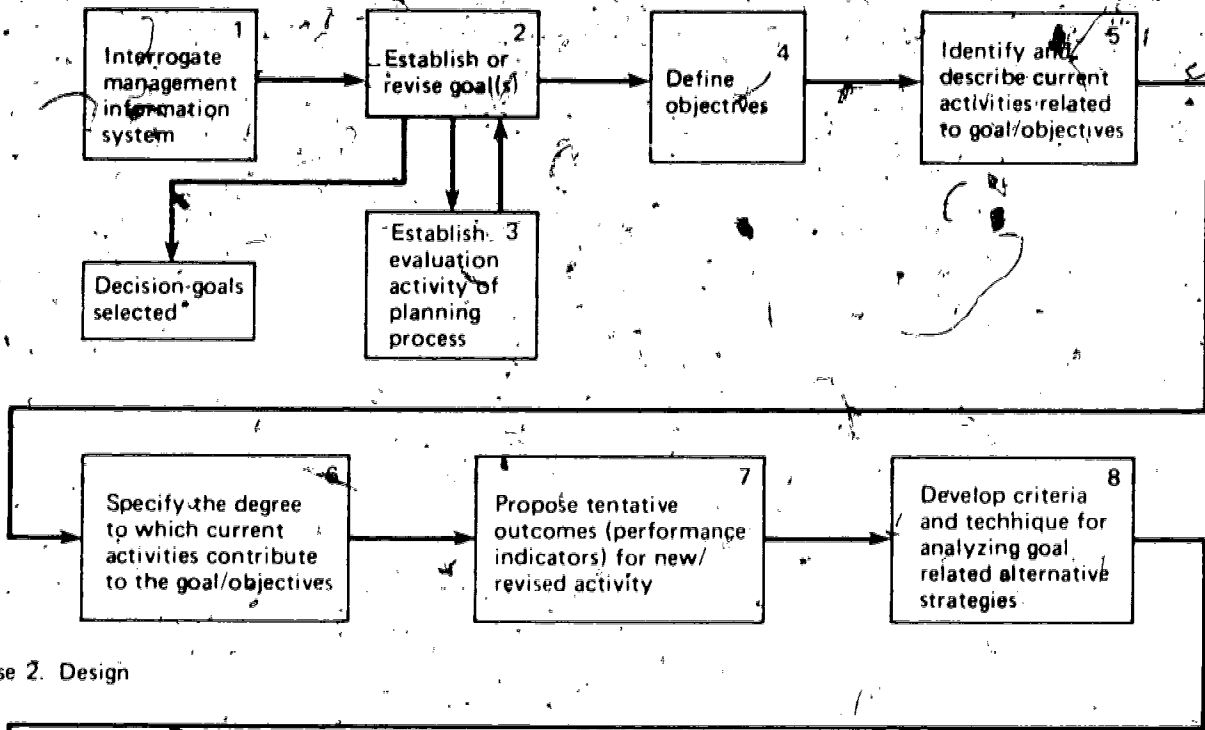 1
Interrogate
management
information
system
2
Establish or
revise goal(s)
4
Define
objectives
5
Identify and
describe current
activities related
to goal/objectives
Decision-goals
selected*
3
Establish
evaluation
activity of
planning
process
6
Specify the degree
to which current
activities contribute
to the goal/objectives
7
Propose tentative
outcomes (performance
indicators) for new/
revised activity
8
Develop criteria
and technique for
analyzing goal
related alternative
strategies
se 2. Design